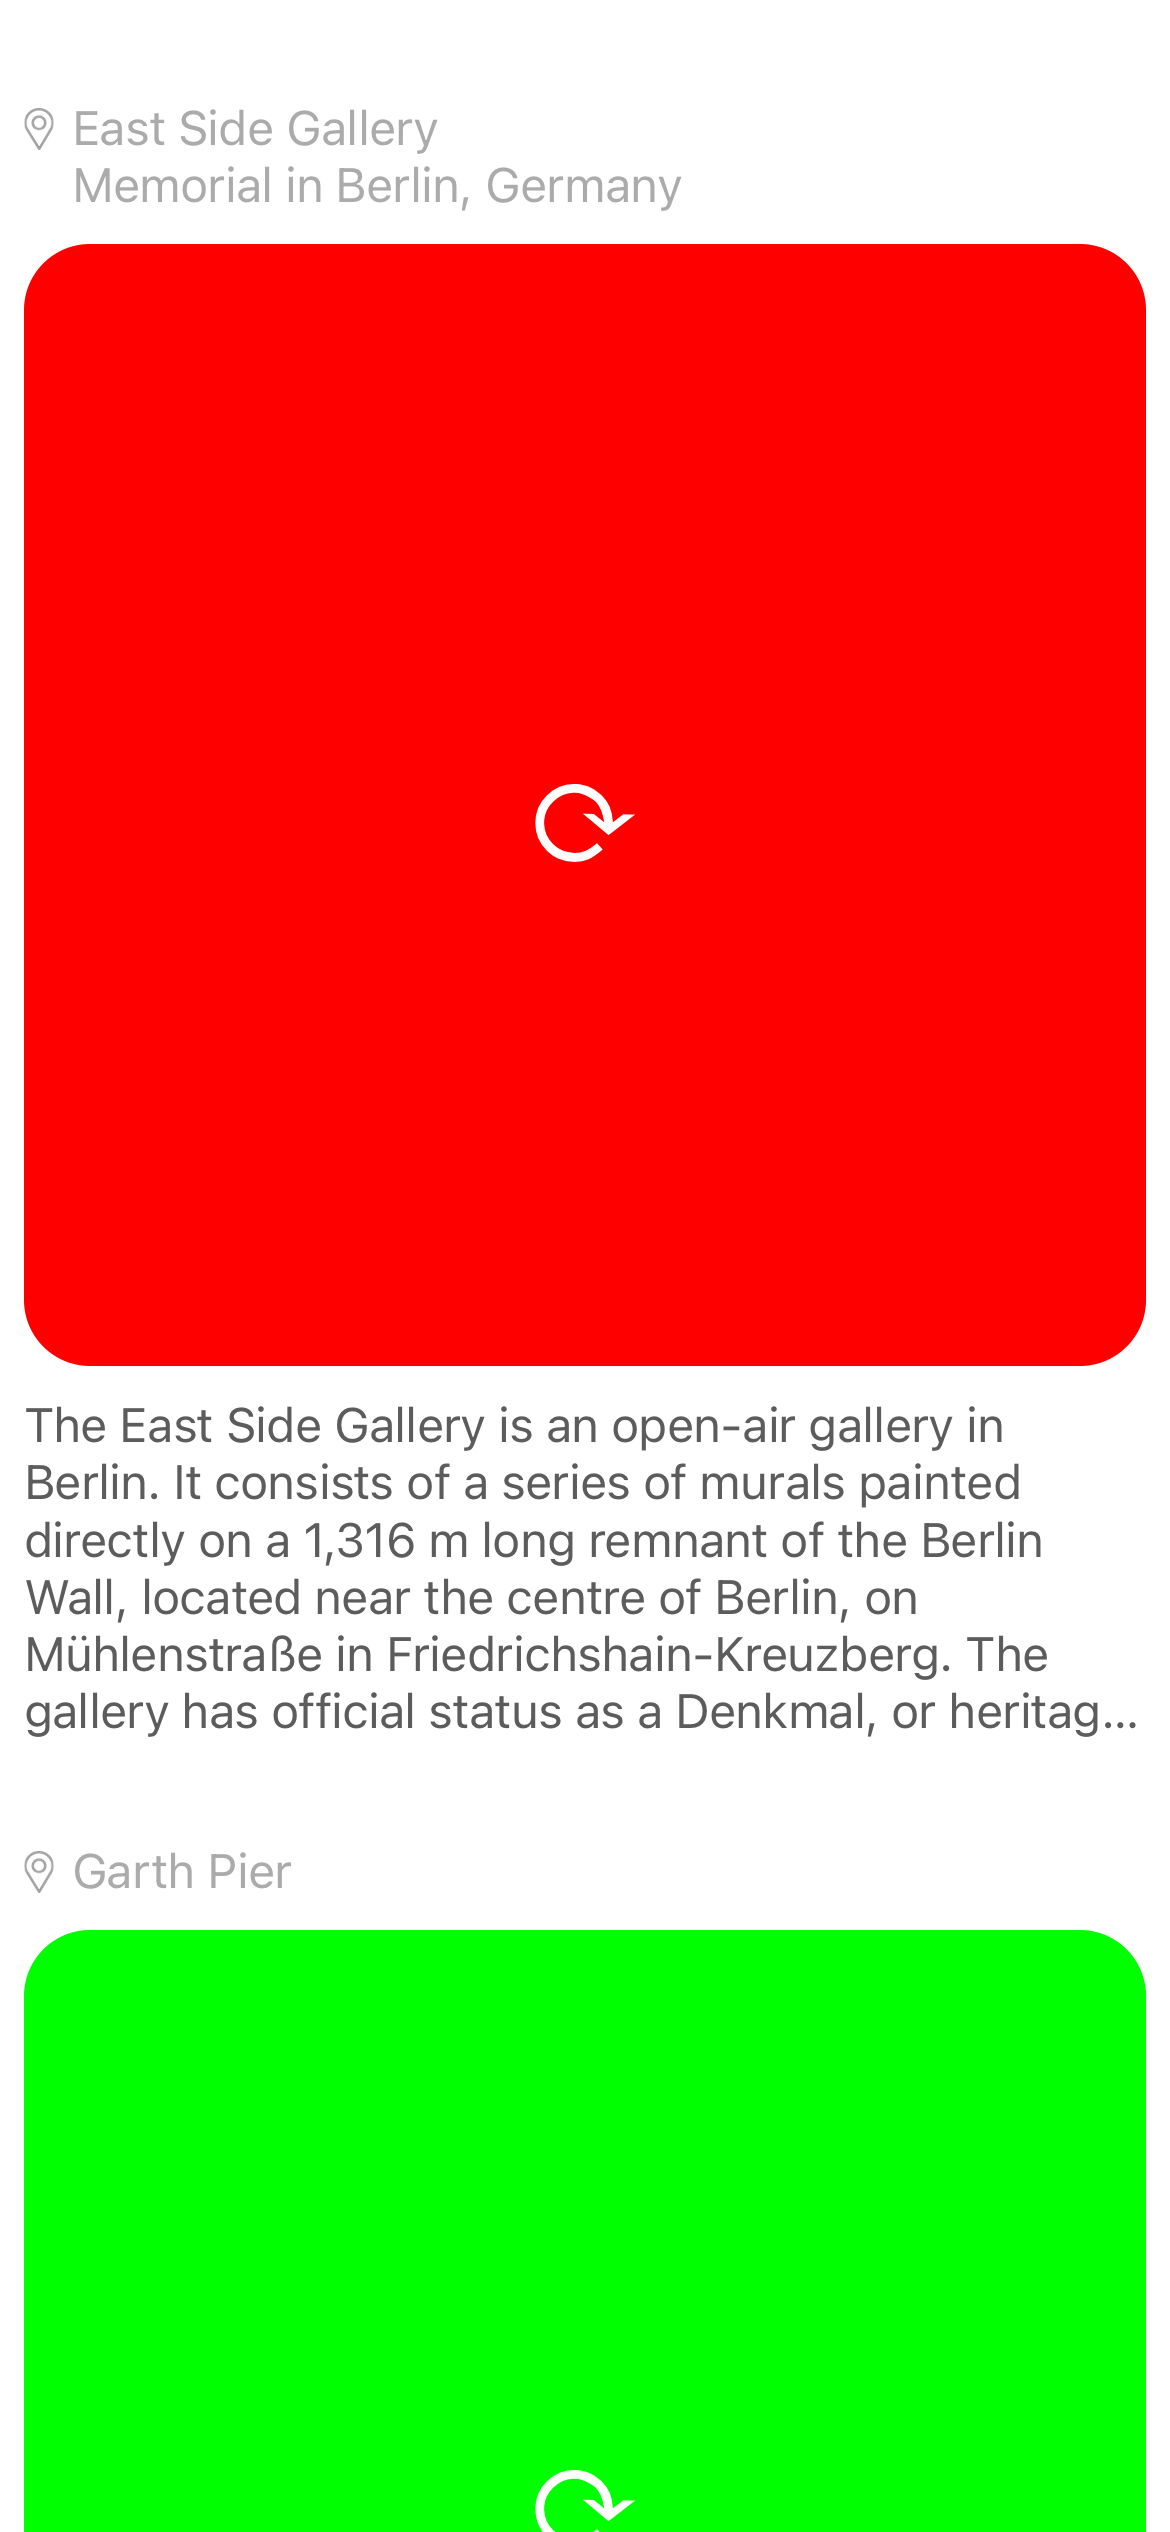 East Side Gallery
Memorial in Berlin, Germany
The East Side Gallery is an open-air gallery in
Berlin. It consists of a series of murals painted
directly on a 1,316 m long remnant of the Berlin
Wall, located near the centre of Berlin, on
Mühlenstraße in Friedrichshain-Kreuzberg. The
gallery has official status as a Denkmal, or heritag...
Garth Pier